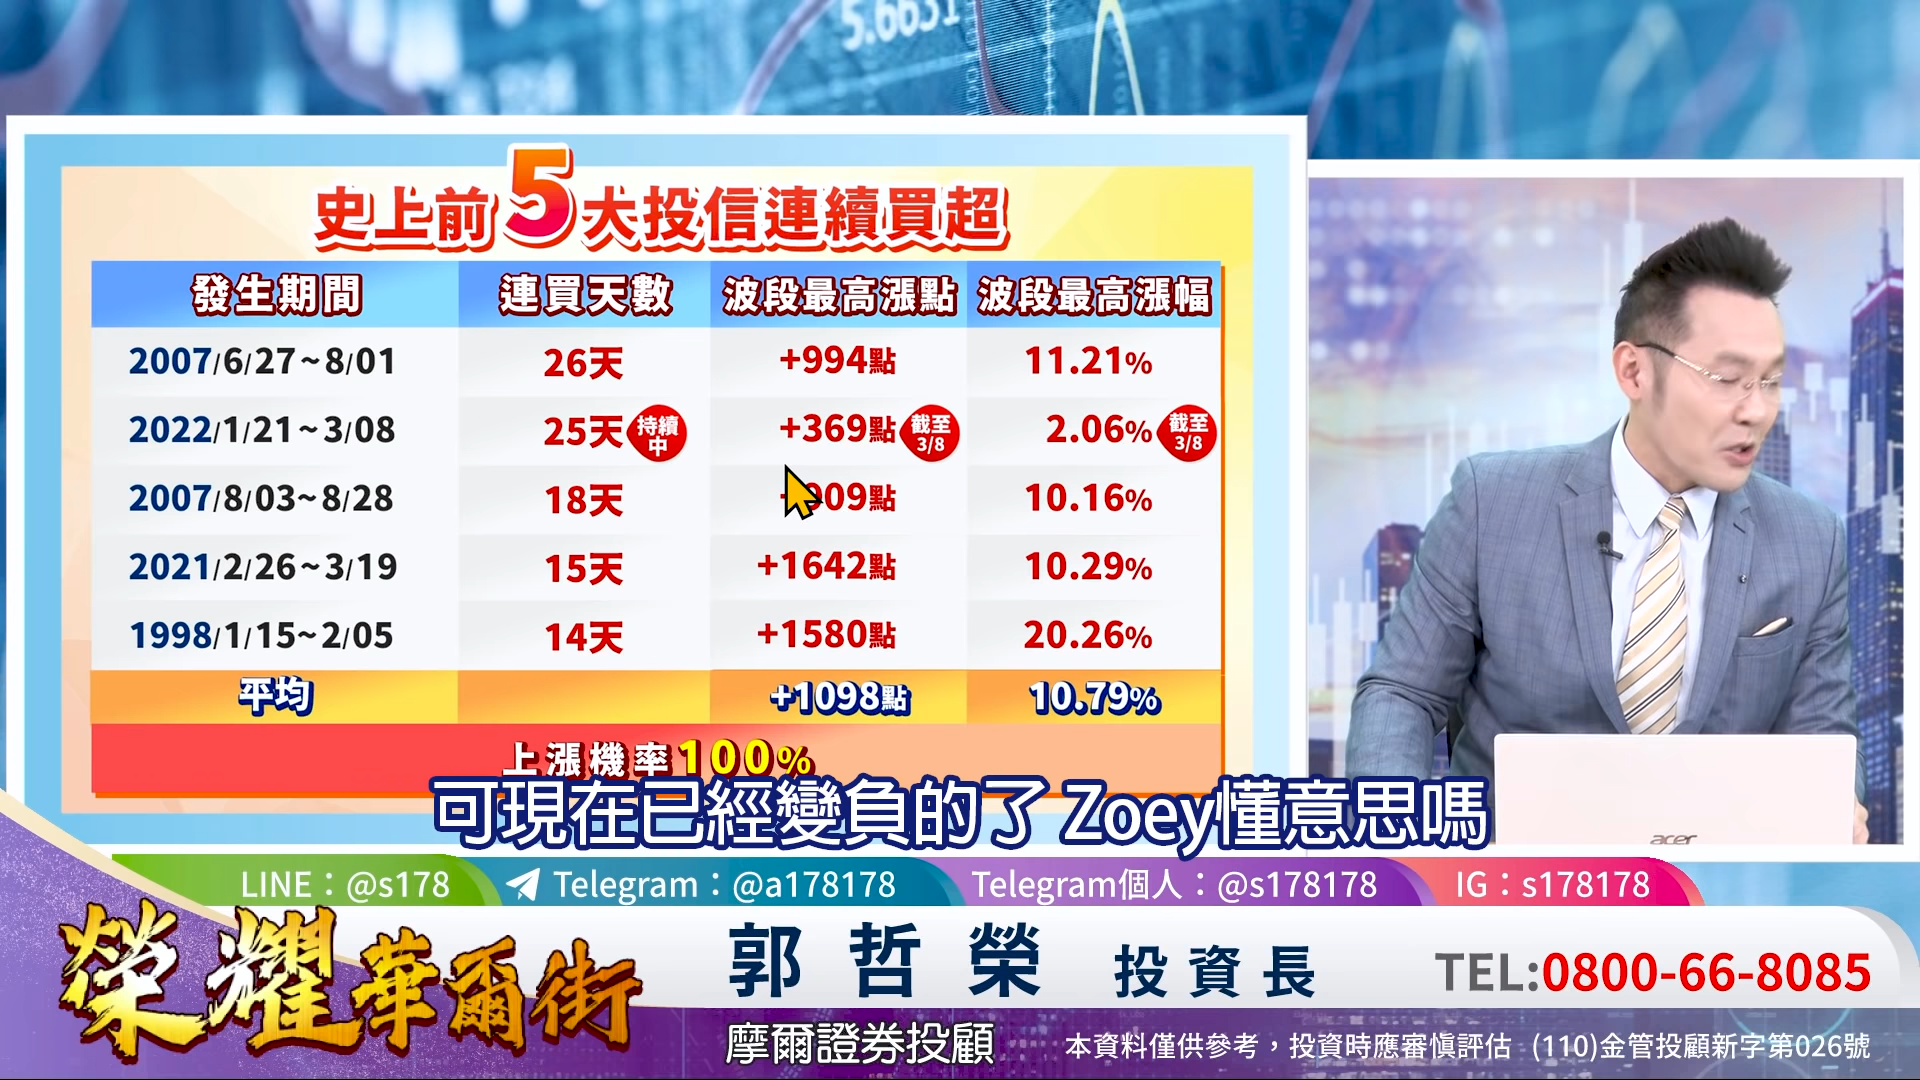 5.6631
史上前5大投信連續買超
發生期間 連買天數 波段最高漲點 波段最高漲幅
2007/6/27~8/01 26天 +994點 11.21%
2022/1/21~3/08 25天 持續中 +369點 截至3/8 2.06% 截至3/8
2007/8/03~8/28 18天 909點 10.16%
2021/2/26~3/19 15天 +1642點 10.29%
1998/1/15~2/05 14天 +1580點 20.26%
平均 +1098點 10.79%
上漲機率100%
可現在已經變負的了 Zoey懂意思嗎
acer
LINE:@s178 Telegram:@a178178 Telegram個人:@s178178 IG:s178178
榮耀華爾街
郭哲榮 投資長 TEL:0800-66-8085
摩爾證券投顧 本資料僅供參考,投資時應審慎評估 (110)金管投顧新字第026號